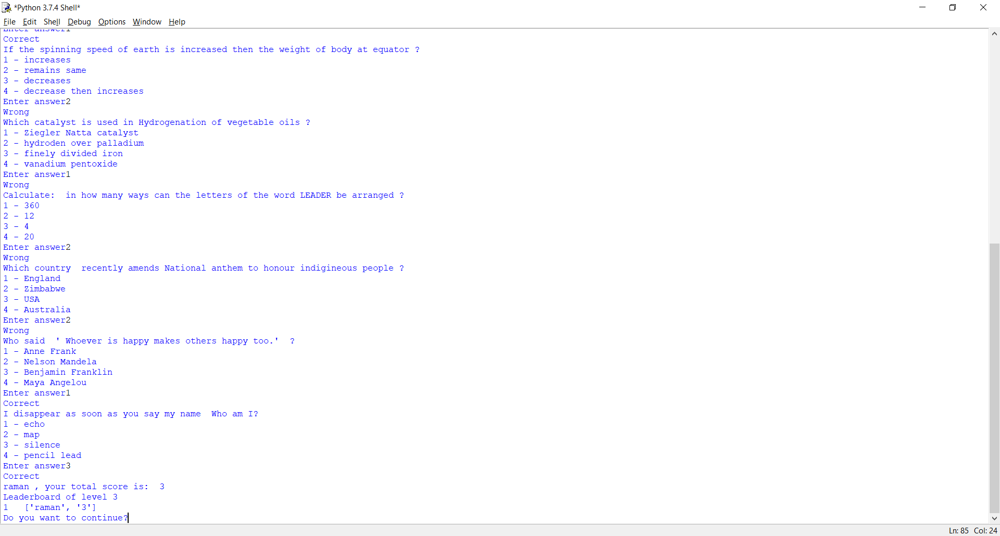 *Python 3.7.4 Shell*
File Edit Shell Debug Options Window Help
Enter answer1
Correct
If the spinning speed of earth is increased then the weight of body at equator ?
1 - increases
2 - remains same
3 - decreases
4 - decrease then increases
Enter answer2
Wrong
Which catalyst is used in Hydrogenation of vegetable oils ?
1 - Ziegler Natta catalyst
2 - hydroden over palladium
3 - finely divided iron
4 - vanadium pentoxide
Enter answer1
Wrong
Calculate:  in how many ways can the letters of the word LEADER be arranged ?
1 - 360
2 - 12
3 - 4
4 - 20
Enter answer2
Wrong
Which country  recently amends National anthem to honour indigineous people ?
1 - England
2 - Zimbabwe
3 - USA
4 - Australia
Enter answer2
Wrong
Who said  ' Whoever is happy makes others happy too.'  ?
1 - Anne Frank
2 - Nelson Mandela
3 - Benjamin Franklin
4 - Maya Angelou
Enter answer1
Correct
I disappear as soon as you say my name  Who am I?
1 - echo
2 - map
3 - silence
4 - pencil lead
Enter answer3
Correct
raman , your total score is:  3
Leaderboard of level 3
1   ['raman', '3']
Do you want to continue?
Ln: 85 Col: 24